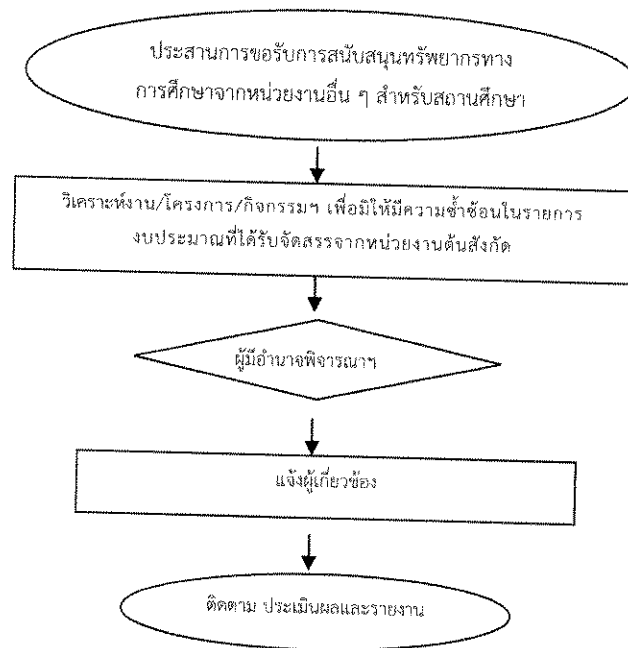 ประสานการขอรับการสนับสนุนทรัพยากรทาง
การศึกษาจากหน่วยงานอื่น ๆ สำหรับสถานศึกษา
วิเคราะห์งาน/โครงการ/กิจกรรมฯ เพื่อมิให้มีความซ้ำซ้อนในรายการ
งบประมาณที่ได้รับจัดสรรจากหน่วยงานต้นสังกัด
ผู้มีอำนาจพิจารณาฯ
แจ้งผู้เกี่ยวข้อง
ติดตาม ประเมินผลและรายงาน